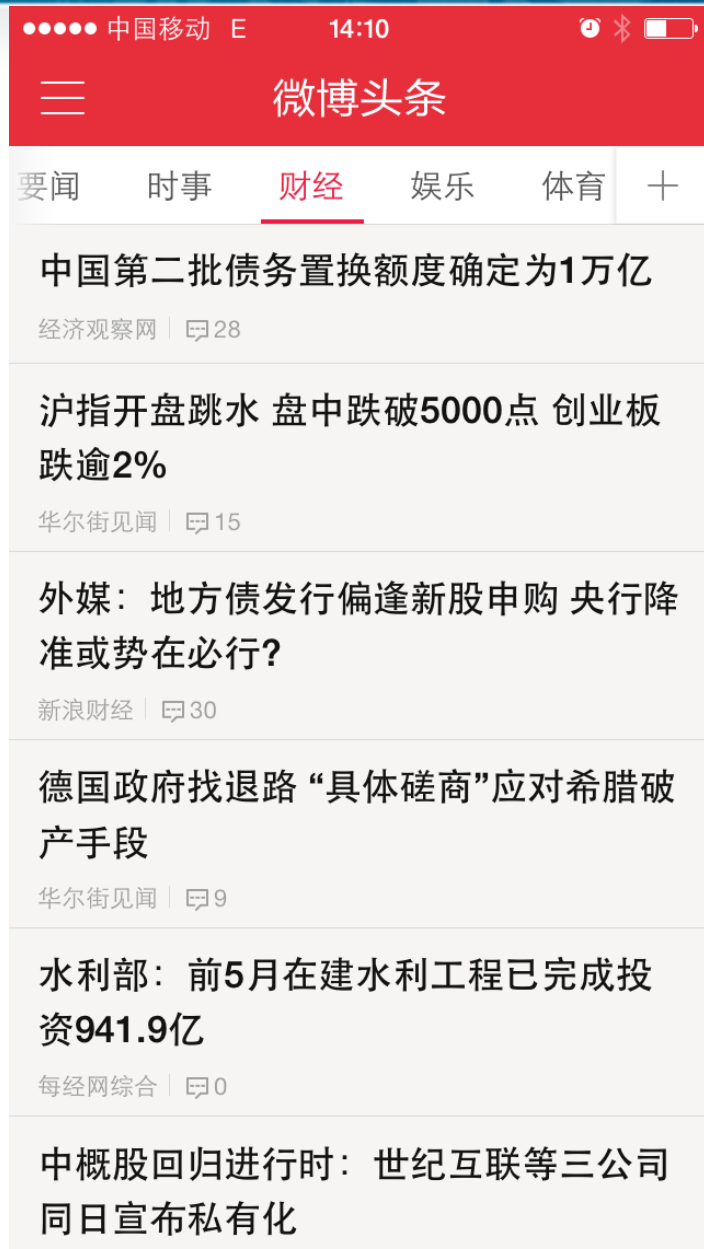 中国移动 E 14:10
微博头条
要闻 时事 财经 娱乐 体育
中国第二批债务置换额度确定为1万亿
经济观察网 28
沪指开盘跳水 盘中跌破5000点 创业板
跌逾2%
华尔街见闻 15
外媒：地方债发行偏逢新股申购 央行降
准或势在必行?
新浪财经 30
德国政府找退路 “具体磋商”应对希腊破
产手段
华尔街见闻 9
水利部：前5月在建水利工程已完成投
资941.9亿
每经网综合 0
中概股回归进行时：世纪互联等三公司
同日宣布私有化